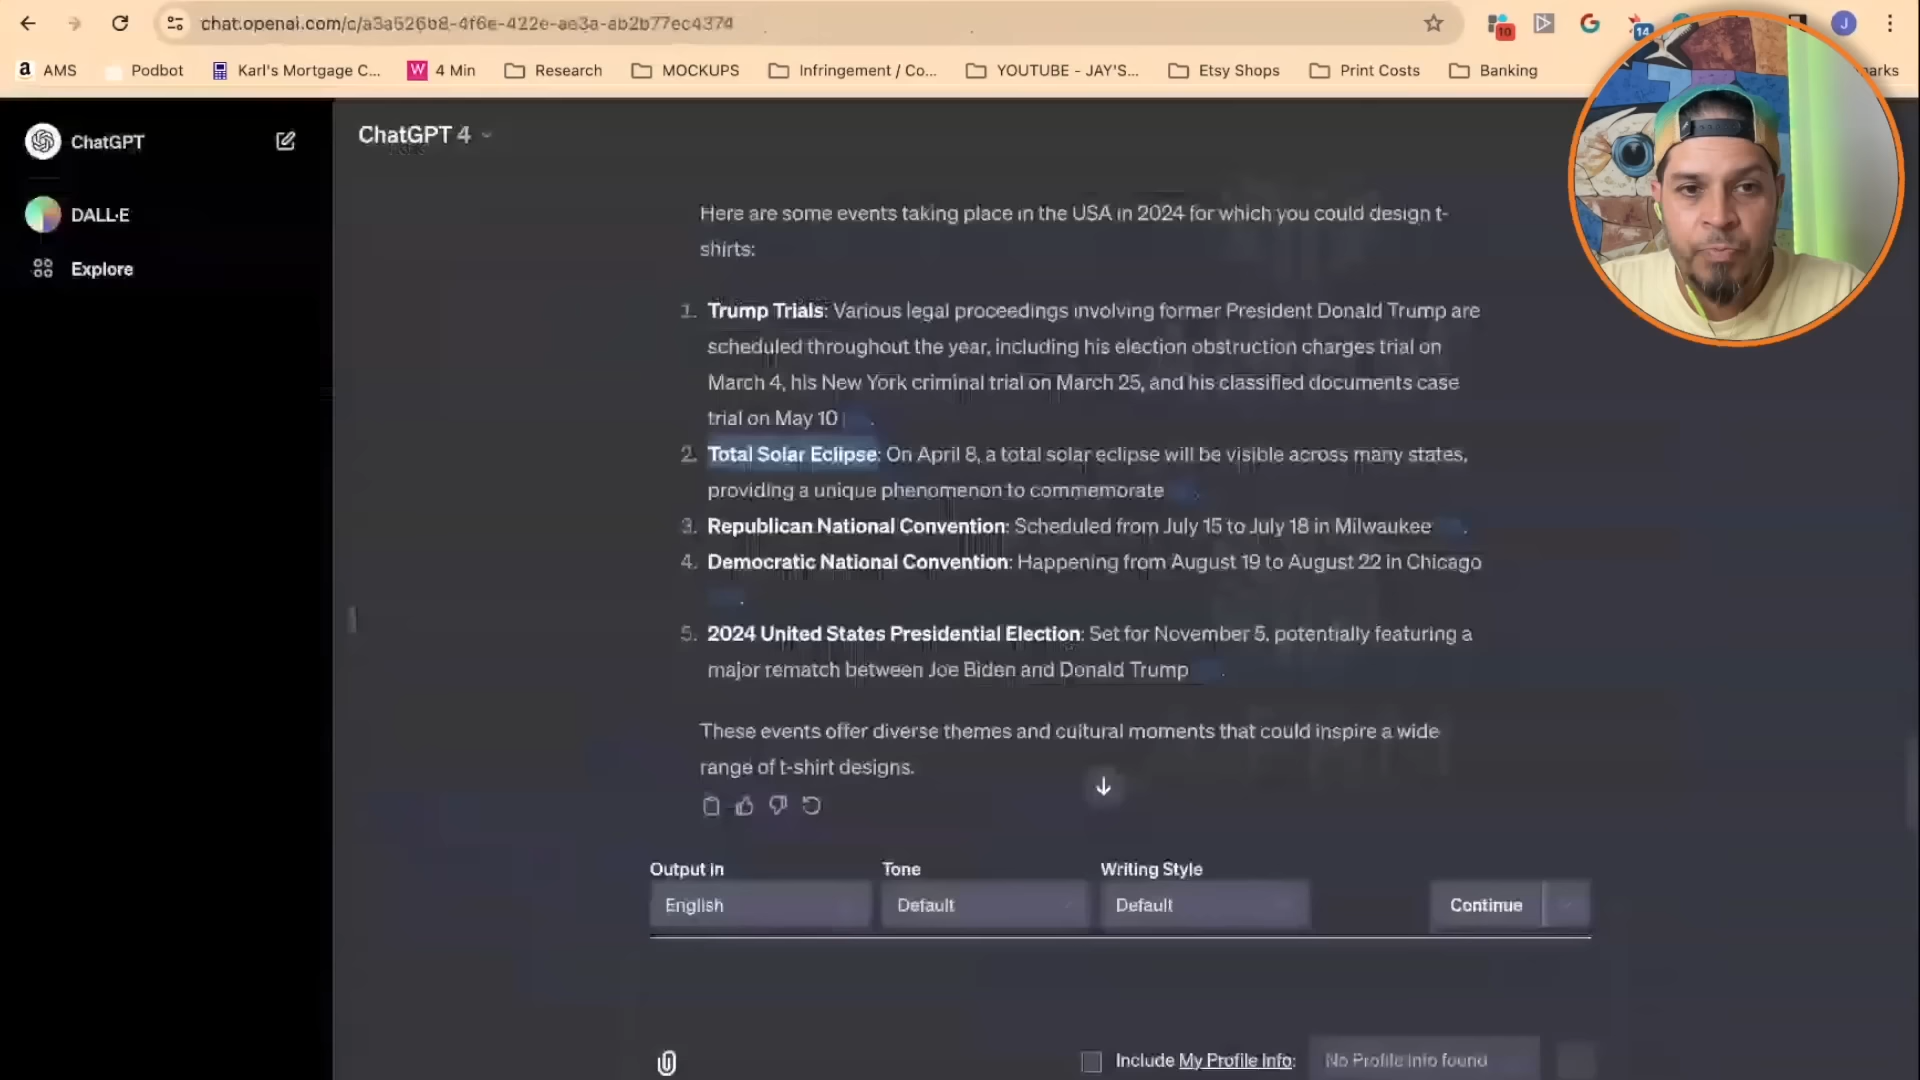 chat.openai.com/c/a3a526b8-4f6e-422e-ae3a-ab2b77ec4374
10
14
J
a AMS
Podbot
Karl's Mortgage C...
W 4 Min
Research
MOCKUPS
Infringement / Co...
YOUTUBE - JAY'S...
Etsy Shops
Print Costs
Banking
ChatGPT
DALL·E
Explore
ChatGPT 4
Here are some events taking place in the USA in 2024 for which you could design t-
shirts:
1. Trump Trials: Various legal proceedings involving former President Donald Trump are
scheduled throughout the year, including his election obstruction charges trial on
March 4, his New York criminal trial on March 25, and his classified documents case
trial on May 10 .
2. Total Solar Eclipse: On April 8, a total solar eclipse will be visible across many states,
providing a unique phenomenon to commemorate .
3. Republican National Convention: Scheduled from July 15 to July 18 in Milwaukee .
4. Democratic National Convention: Happening from August 19 to August 22 in Chicago
.
5. 2024 United States Presidential Election: Set for November 5, potentially featuring a
major rematch between Joe Biden and Donald Trump .
These events offer diverse themes and cultural moments that could inspire a wide
range of t-shirt designs.
Output in
Tone
Writing Style
English
Default
Default
Continue
Include My Profile Info:
No Profile Info found